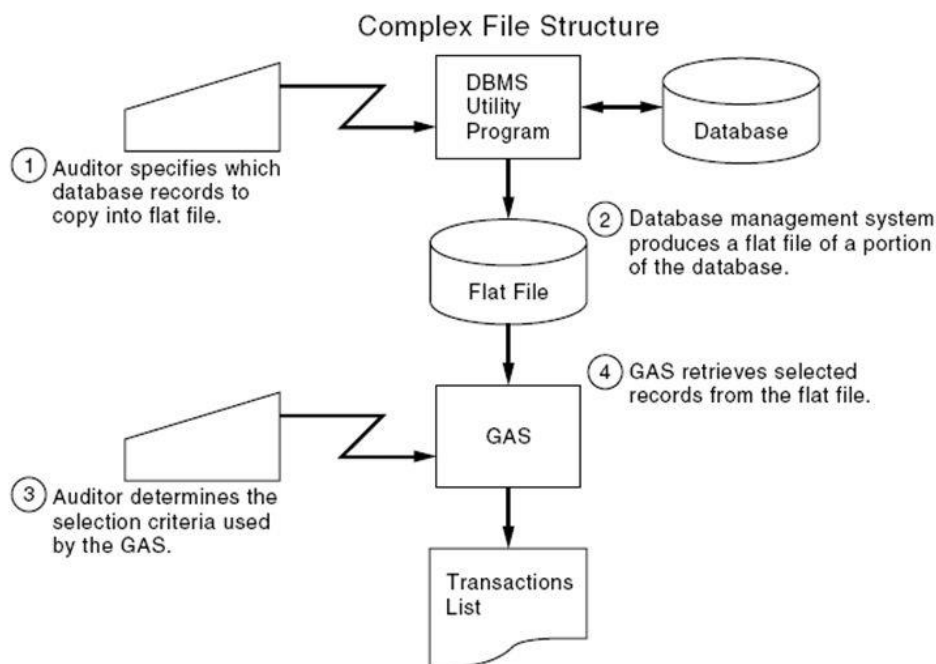 Complex File Structure
DBMS
Utility
Program
Database
1 Auditor specifies which
database records to
copy into flat file.
2 Database management system
produces a flat file of a portion
of the database.
Flat File
4 GAS retrieves selected
records from the flat file.
GAS
3 Auditor determines the
selection criteria used
by the GAS.
Transactions
List